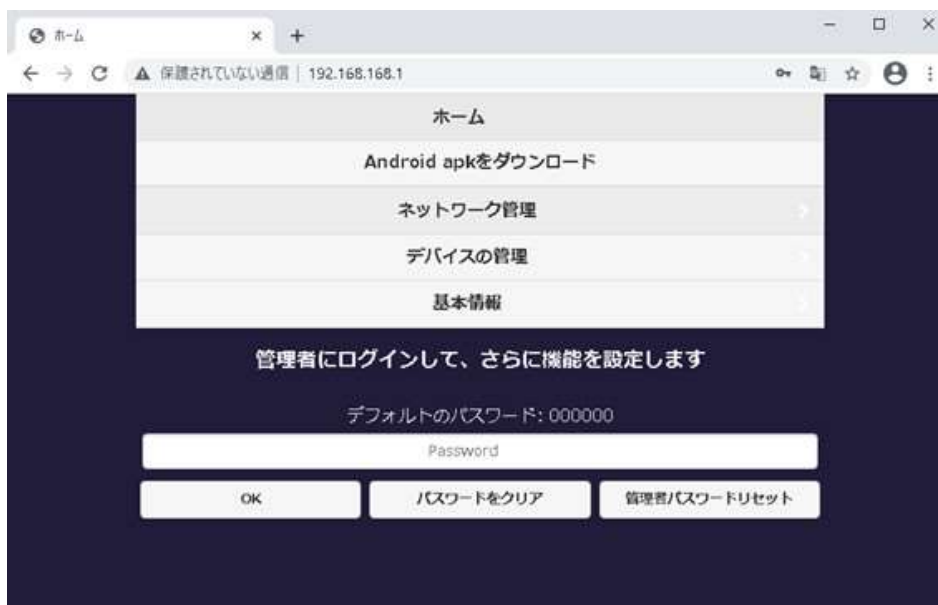 ホーム
保護されていない通信 | 192.168.168.1
ホーム
Android apkをダウンロード
ネットワーク管理
デバイスの管理
基本情報
管理者にログインして、さらに機能を設定します
デフォルトのパスワード: 000000
Password
OK パスワードをクリア 管理者パスワードリセット